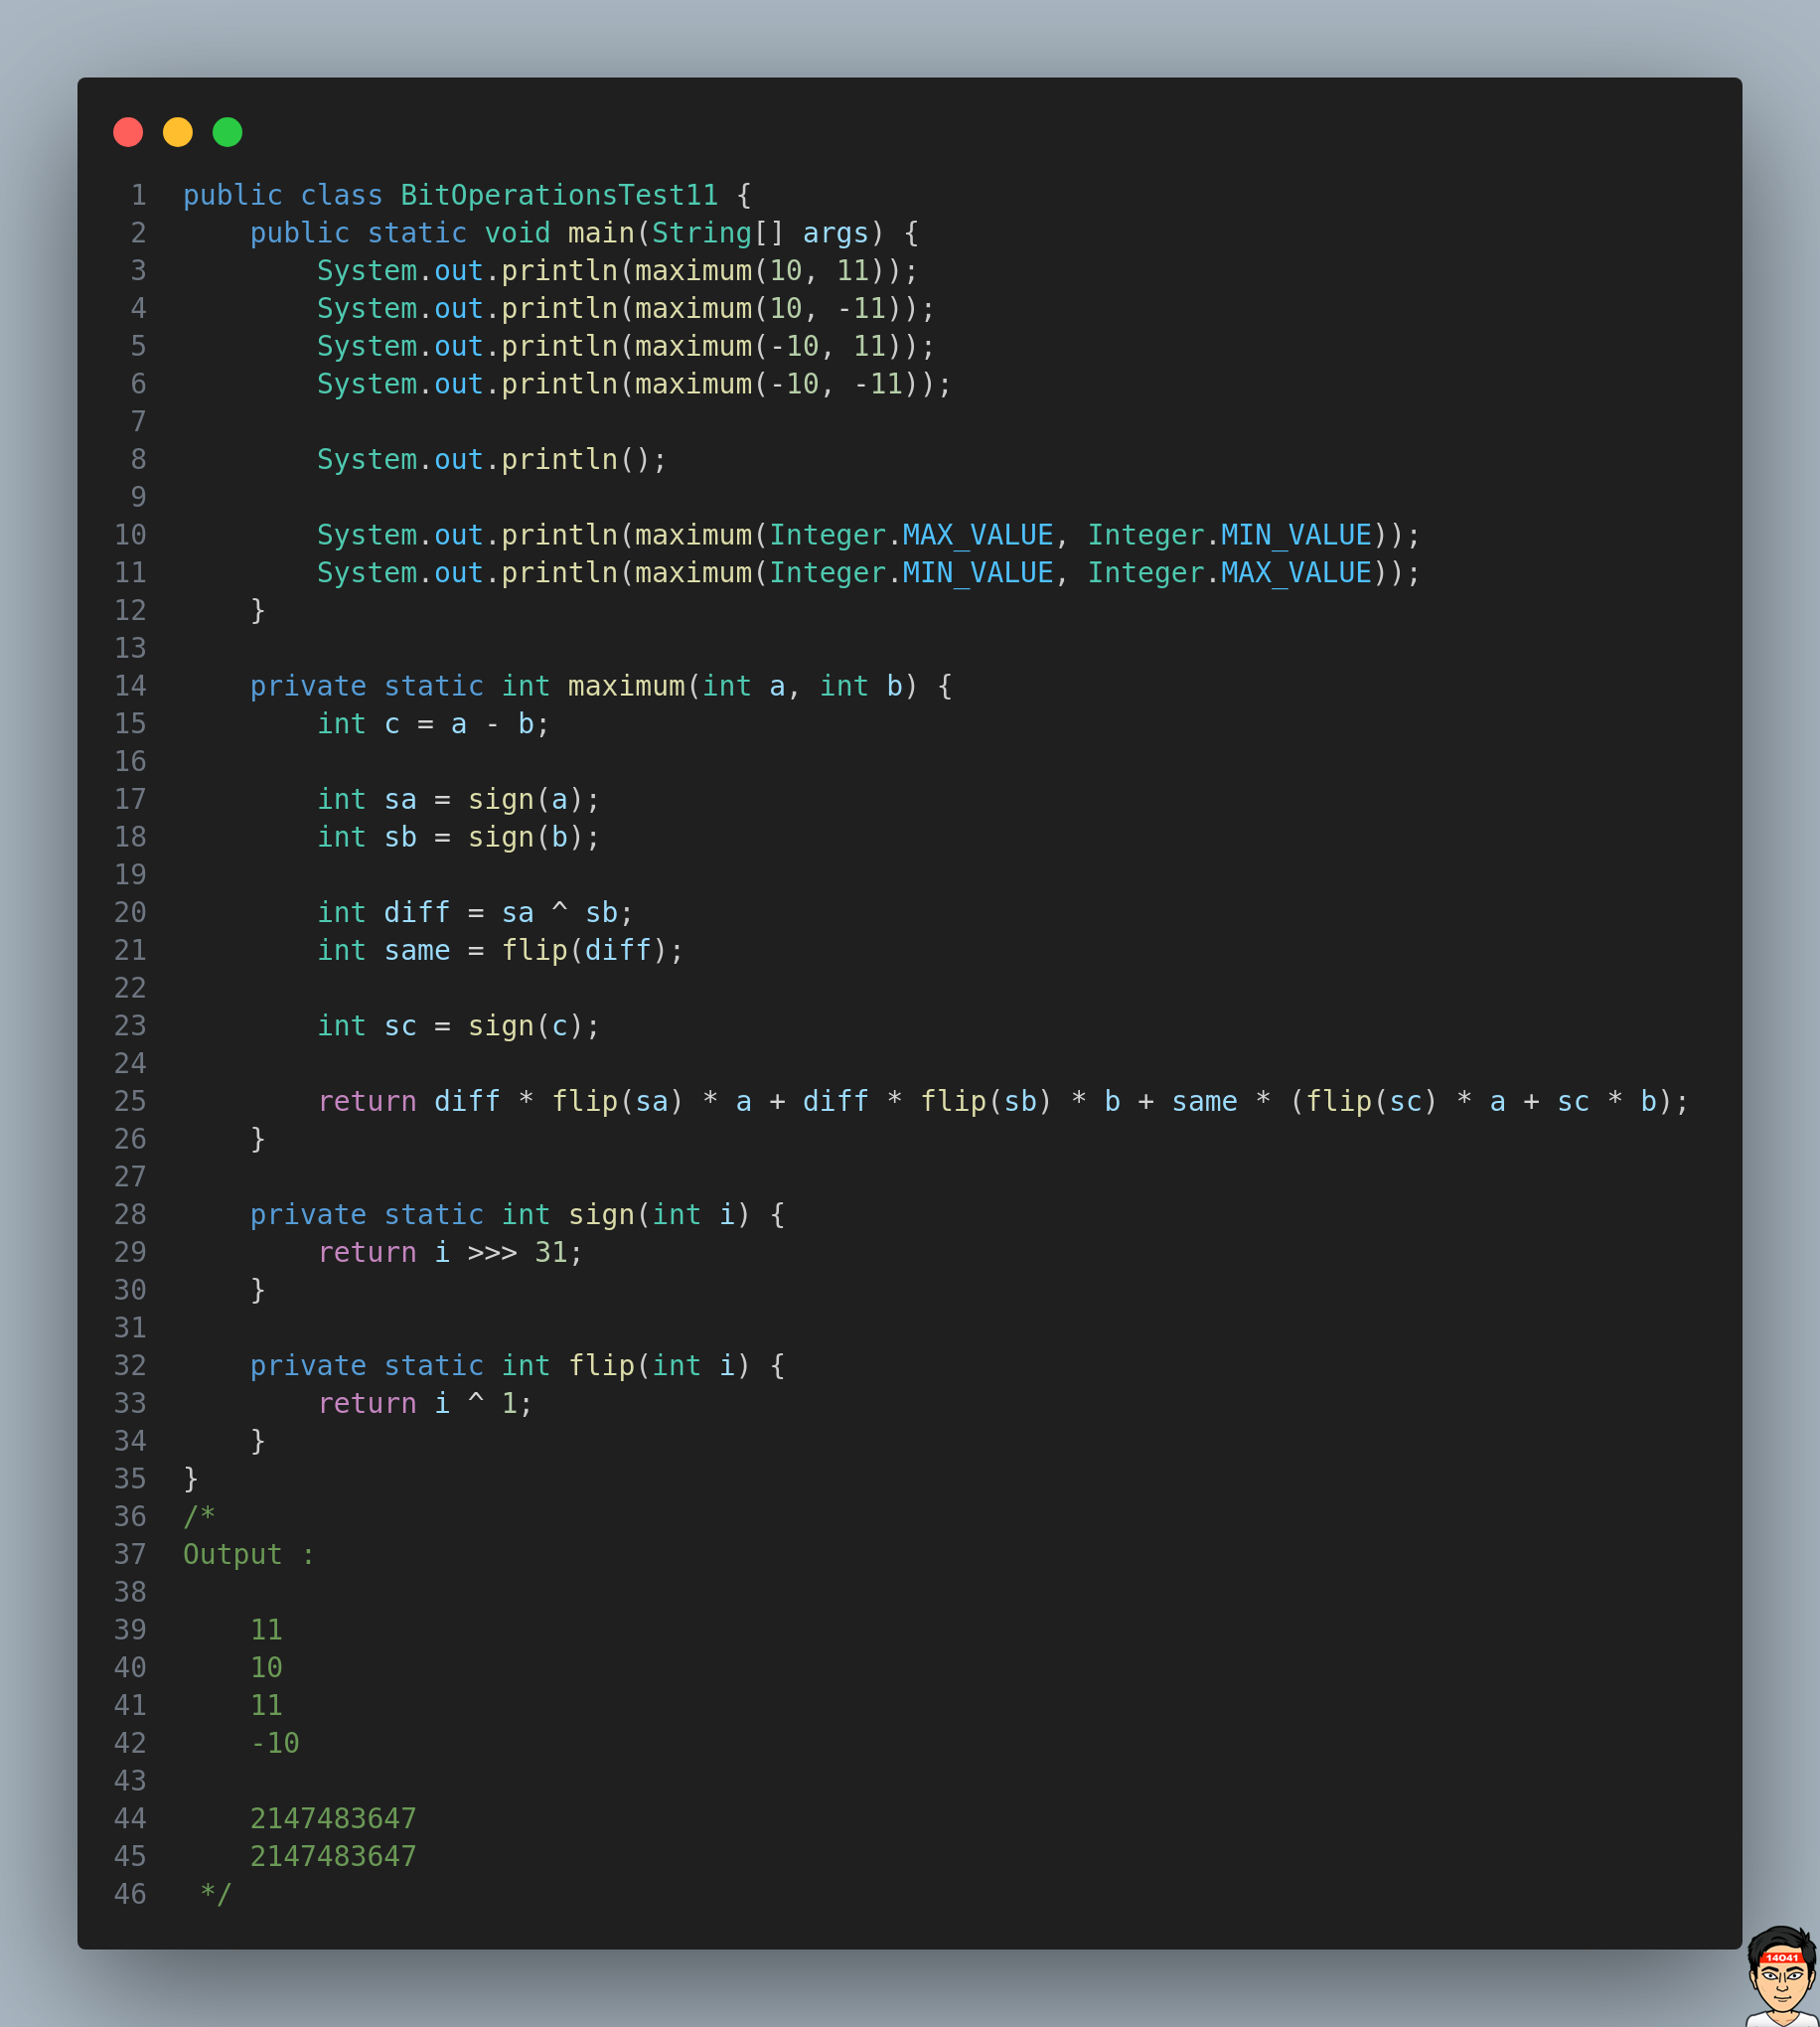 1 public class BitOperationsTest11 {
2     public static void main(String[] args) {
3         System.out.println(maximum(10, 11));
4         System.out.println(maximum(10, -11));
5         System.out.println(maximum(-10, 11));
6         System.out.println(maximum(-10, -11));
7
8         System.out.println();
9
10         System.out.println(maximum(Integer.MAX_VALUE, Integer.MIN_VALUE));
11         System.out.println(maximum(Integer.MIN_VALUE, Integer.MAX_VALUE));
12     }
13
14     private static int maximum(int a, int b) {
15         int c = a - b;
16
17         int sa = sign(a);
18         int sb = sign(b);
19
20         int diff = sa ^ sb;
21         int same = flip(diff);
22
23         int sc = sign(c);
24
25         return diff * flip(sa) * a + diff * flip(sb) * b + same * (flip(sc) * a + sc * b);
26     }
27
28     private static int sign(int i) {
29         return i >>> 31;
30     }
31
32     private static int flip(int i) {
33         return i ^ 1;
34     }
35 }
36 /*
37 Output :
38
39     11
40     10
41     11
42     -10
43
44     2147483647
45     2147483647
46  */
14041